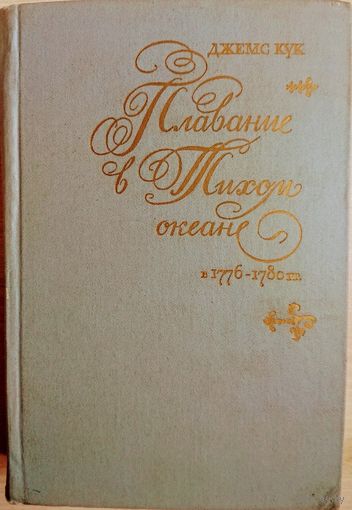 ДЖЕМС КУК
Плавание
в Тихом
океане
в 1776-1780 гг.